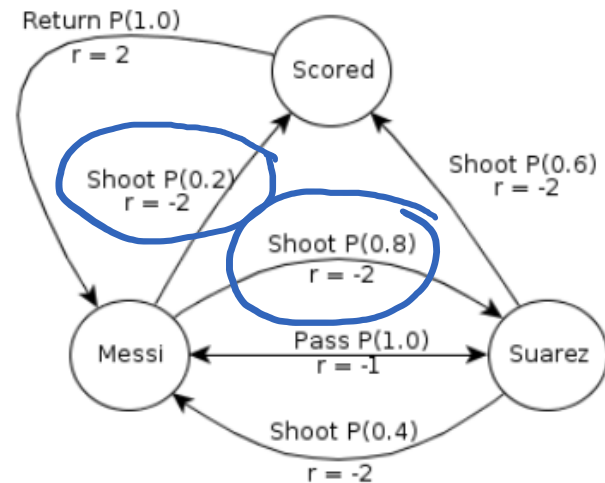 Return P(1.0)
r = 2
Scored
Shoot P(0.2)
r = -2
Shoot P(0.6)
r = -2
Shoot P(0.8)
r = -2
Messi
Pass P(1.0)
r = -1
Suarez
Shoot P(0.4)
r = -2